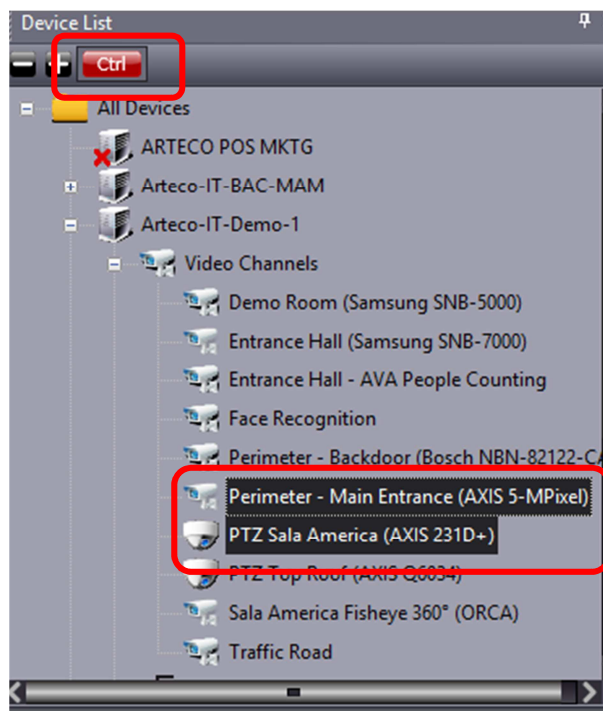 Device List
Ctrl
All Devices
ARTECO POS MKTG
Arteco-IT-BAC-MAM
Arteco-IT-Demo-1
Video Channels
Demo Room (Samsung SNB-5000)
Entrance Hall (Samsung SNB-7000)
Entrance Hall - AVA People Counting
Face Recognition
Perimeter - Backdoor (Bosch NBN-82122-CA
Perimeter - Main Entrance (AXIS 5-MPixel)
PTZ Sala America (AXIS 231D+)
PTZ Top Roof (AXIS Q6034)
Sala America Fisheye 360° (ORCA)
Traffic Road